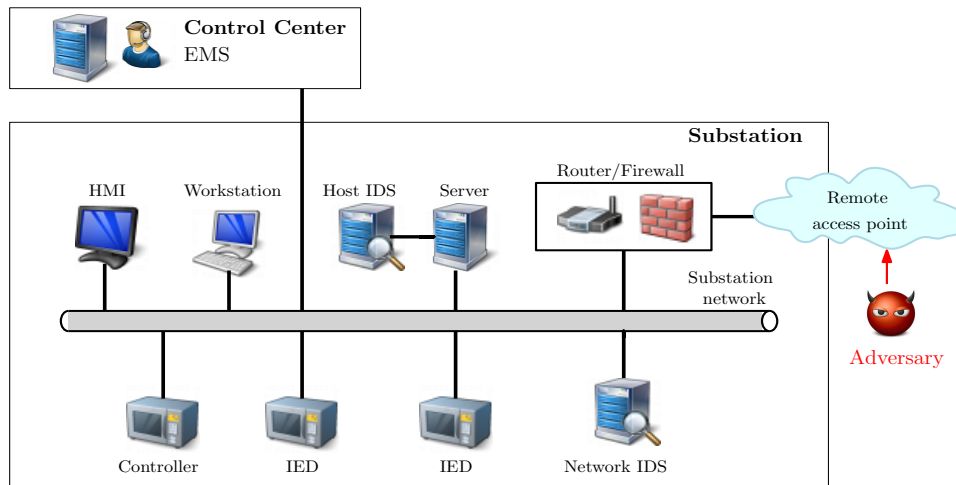 Control Center
EMS
Substation
HMI
Workstation
Host IDS
Server
Router/Firewall
Remote
access point
Substation
network
Adversary
Controller
IED
IED
Network IDS